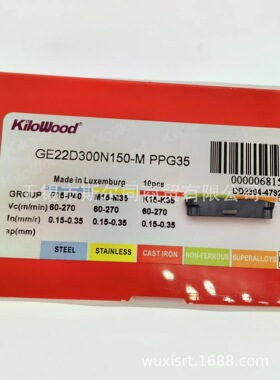 KiloWood
GE22D300N150-M PPG35
Made in Luxemburg 10pcs
GROUP P15-P40 M15-M35 K15-K35
Vc(m/min) 60-270 60-270 60-270
fn(mm/r) 0.15-0.35 0.15-0.35 0.15-0.35
ap(mm)
STEEL STAINLESS CAST IRON NON-FERROUS SUPERALLOYS
wuxisrt.1688.com